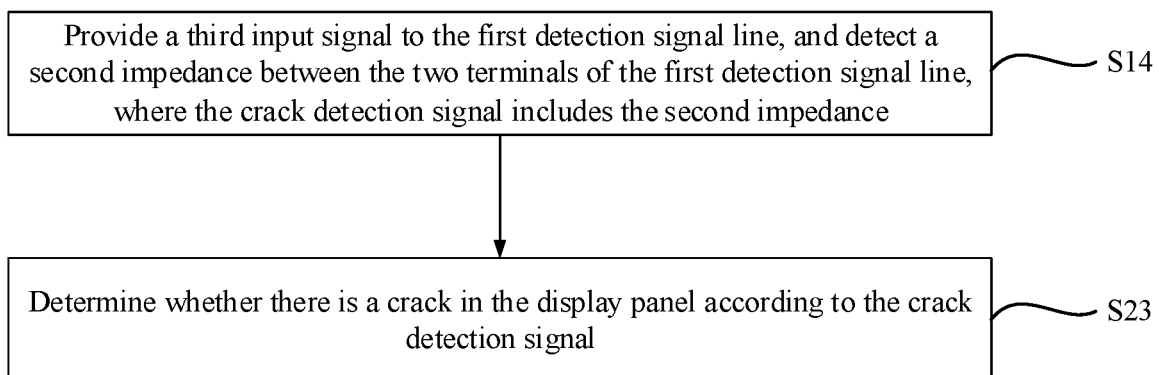 Provide a third input signal to the first detection signal line, and detect a
second impedance between the two terminals of the first detection signal line,
where the crack detection signal includes the second impedance
S14
Determine whether there is a crack in the display panel according to the crack
detection signal
S23